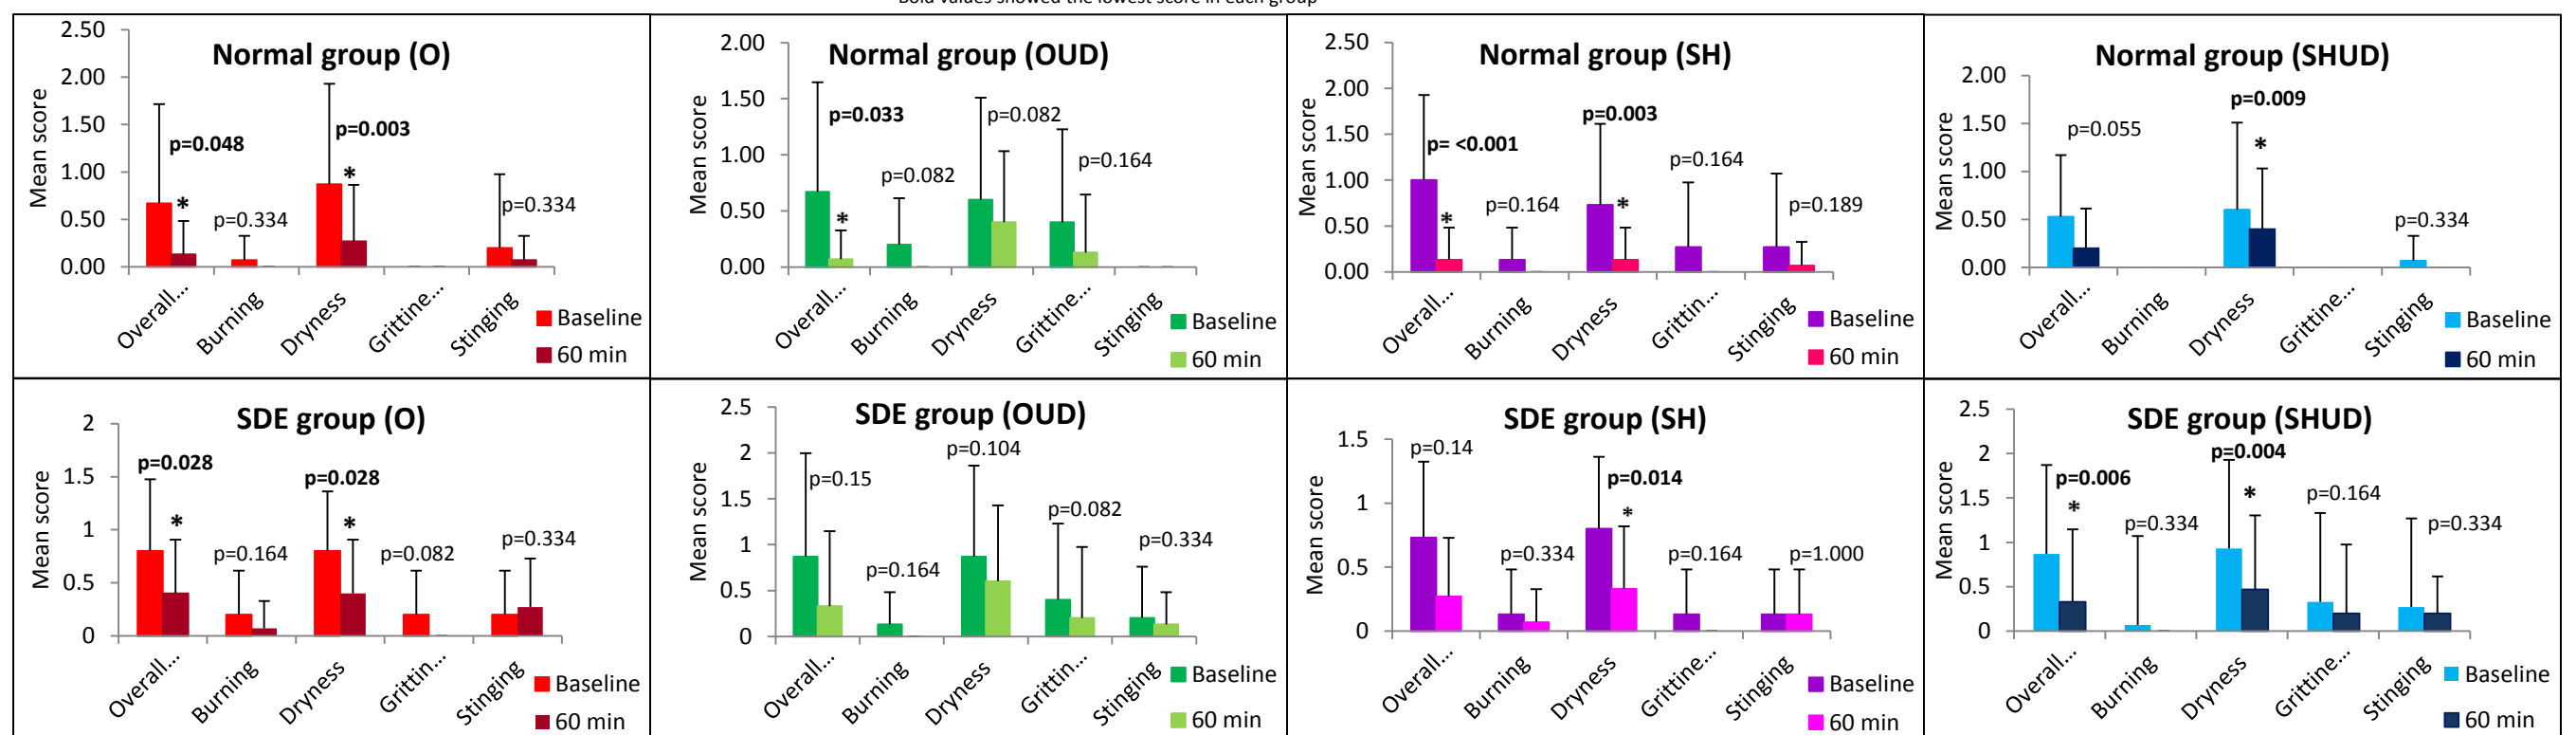 Bold values showed the lowest score in each group
Normal group (O)
Mean score
2.50
2.00
1.50
1.00
0.50
0.00
p=0.048
*
p=0.334
p=0.003
*
p=0.334
Overall...
Burning
Dryness
Grittine...
Stinging
Baseline
60 min
Normal group (OUD)
Mean score
2.00
1.50
1.00
0.50
0.00
p=0.033
*
p=0.082
p=0.082
p=0.164
Overall...
Burning
Dryness
Grittine...
Stinging
Baseline
60 min
Normal group (SH)
Mean score
2.50
2.00
1.50
1.00
0.50
0.00
p= <0.001
*
p=0.164
p=0.003
*
p=0.164
p=0.189
Overall...
Burning
Dryness
Grittin...
Stinging
Baseline
60 min
Normal group (SHUD)
Mean score
2.00
1.50
1.00
0.50
0.00
p=0.055
p=0.009
*
p=0.334
Overall...
Burning
Dryness
Grittine...
Stinging
Baseline
60 min
SDE group (O)
Mean score
2
1.5
1
0.5
0
p=0.028
*
p=0.164
p=0.028
*
p=0.082
p=0.334
Overall...
Burning
Dryness
Grittin...
Stinging
Baseline
60 min
SDE group (OUD)
Mean score
2.5
2
1.5
1
0.5
0
p=0.15
p=0.164
p=0.104
p=0.082
p=0.334
Overall...
Burning
Dryness
Grittin...
Stinging
Baseline
60 min
SDE group (SH)
Mean score
1.5
1
0.5
0
p=0.14
p=0.334
p=0.014
*
p=0.164
p=1.000
Overall...
Burning
Dryness
Grittin...
Stinging
Baseline
60 min
SDE group (SHUD)
Mean score
2.5
2
1.5
1
0.5
0
p=0.006
*
p=0.334
p=0.004
*
p=0.164
p=0.334
Overall...
Burning
Dryness
Grittine...
Stinging
Baseline
60 min